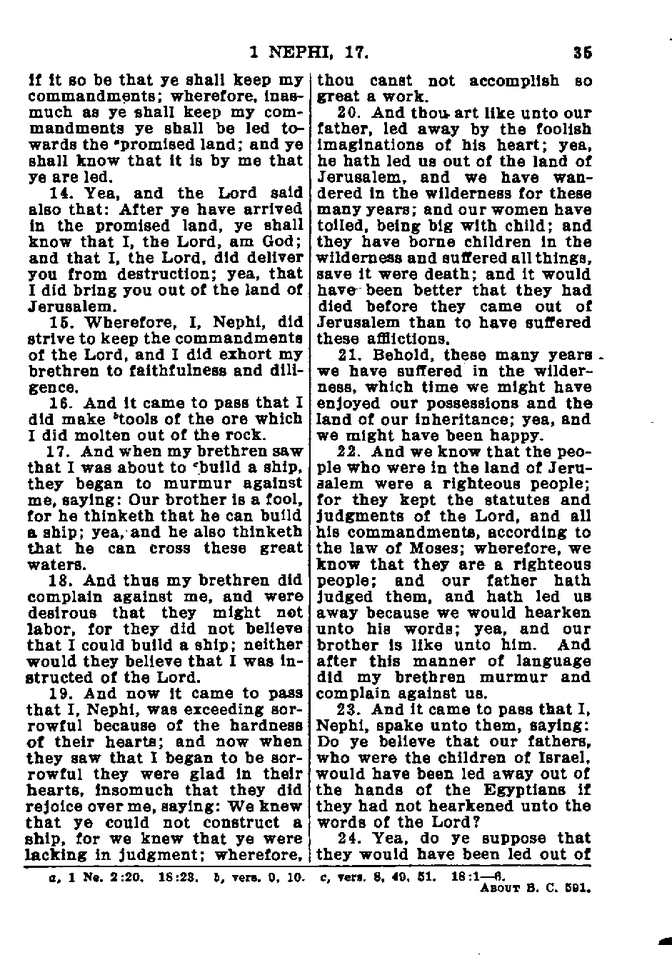 1 NEPHI, 17. 35
if it so be that ye shall keep my
commandments; wherefore, inas-
much as ye shall keep my com-
mandments ye shall be led to-
wards the ᵃpromised land; and ye
shall know that it is by me that
ye are led.
14. Yea, and the Lord said
also that: After ye have arrived
in the promised land, ye shall
know that I, the Lord, am God;
and that I, the Lord, did deliver
you from destruction; yea, that
I did bring you out of the land of
Jerusalem.
15. Wherefore, I, Nephi, did
strive to keep the commandments
of the Lord, and I did exhort my
brethren to faithfulness and dili-
gence.
16. And it came to pass that I
did make ᵇtools of the ore which
I did molten out of the rock.
17. And when my brethren saw
that I was about to ᶜbuild a ship,
they began to murmur against
me, saying: Our brother is a fool,
for he thinketh that he can build
a ship; yea, and he also thinketh
that he can cross these great
waters.
18. And thus my brethren did
complain against me, and were
desirous that they might not
labor, for they did not believe
that I could build a ship; neither
would they believe that I was in-
structed of the Lord.
19. And now it came to pass
that I, Nephi, was exceeding sor-
rowful because of the hardness
of their hearts; and now when
they saw that I began to be sor-
rowful they were glad in their
hearts, insomuch that they did
rejoice over me, saying: We knew
that ye could not construct a
ship, for we knew that ye were
lacking in judgment; wherefore,
thou canst not accomplish so
great a work.
20. And thou art like unto our
father, led away by the foolish
imaginations of his heart; yea,
he hath led us out of the land of
Jerusalem, and we have wan-
dered in the wilderness for these
many years; and our women have
toiled, being big with child; and
they have borne children in the
wilderness and suffered all things,
save it were death; and it would
have been better that they had
died before they came out of
Jerusalem than to have suffered
these afflictions.
21. Behold, these many years
we have suffered in the wilder-
ness, which time we might have
enjoyed our possessions and the
land of our inheritance; yea, and
we might have been happy.
22. And we know that the peo-
ple who were in the land of Jeru-
salem were a righteous people;
for they kept the statutes and
judgments of the Lord, and all
his commandments, according to
the law of Moses; wherefore, we
know that they are a righteous
people; and our father hath
judged them, and hath led us
away because we would hearken
unto his words; yea, and our
brother is like unto him. And
after this manner of language
did my brethren murmur and
complain against us.
23. And it came to pass that I,
Nephi, spake unto them, saying:
Do ye believe that our fathers,
who were the children of Israel,
would have been led away out of
the hands of the Egyptians if
they had not hearkened unto the
words of the Lord?
24. Yea, do ye suppose that
they would have been led out of
a, 1 Ne. 2:20. 18:23. b, vers. 9, 10. c, vers. 8, 49, 51. 18:1—6.
ABOUT B. C. 591.